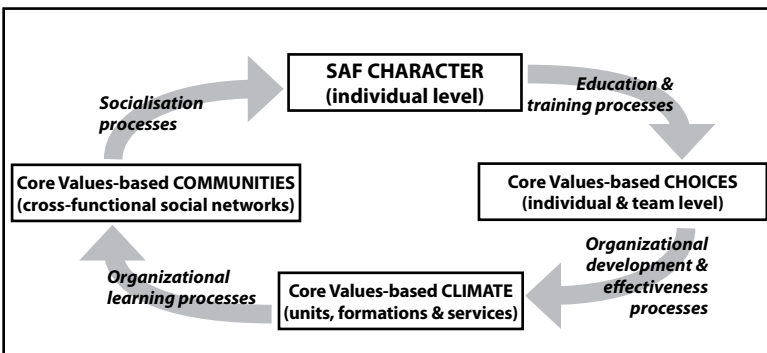 SAF CHARACTER
(individual level)
Education &
training processes
Core Values-based CHOICES
(individual & team level)
Organizational
development &
effectiveness
processes
Core Values-based CLIMATE
(units, formations & services)
Organizational
learning processes
Core Values-based COMMUNITIES
(cross-functional social networks)
Socialisation
processes